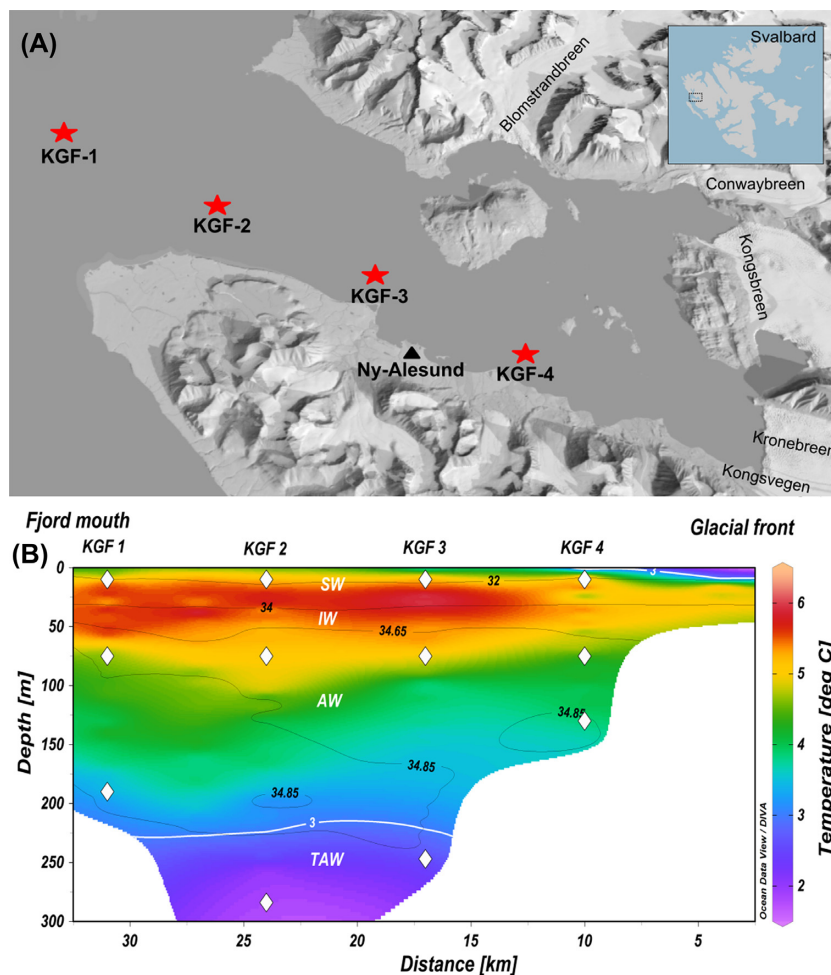 (A)
Svalbard
Blomstrandbreen
KGF-1
Conwaybreen
KGF-2
Kongsbreen
KGF-3
Ny-Alesund
KGF-4
Kronebreen
Kongsvegen
Fjord mouth
Glacial front
(B)
KGF 1
KGF 2
KGF 3
KGF 4
0
50
100
150
200
250
300
Depth [m]
SW
32
3
34
IW
34.65
AW
34.85
34.85
34.85
3
TAW
30
25
20
15
10
5
Distance [km]
Ocean Data View / DIVA
6
5
4
3
2
Temperature [deg C]